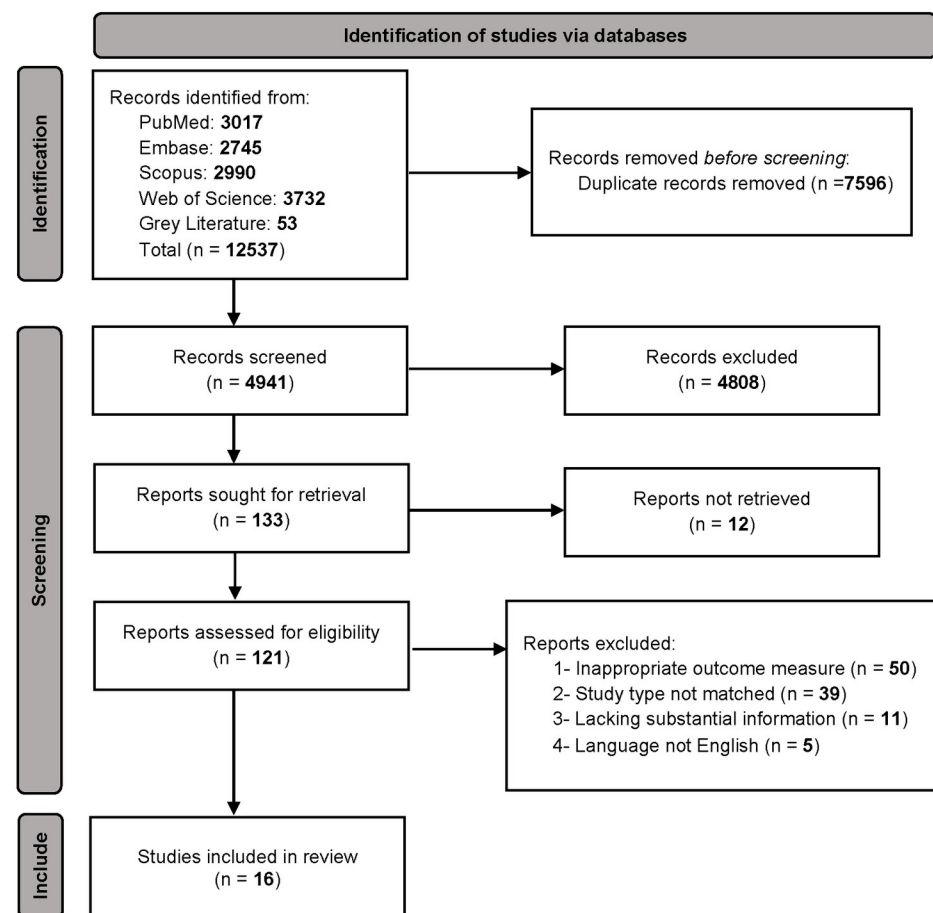 Identification of studies via databases
Identification
Records identified from:
PubMed: 3017
Embase: 2745
Scopus: 2990
Web of Science: 3732
Grey Literature: 53
Total (n = 12537)
Records removed before screening:
Duplicate records removed (n =7596)
Screening
Records screened
(n = 4941)
Records excluded
(n = 4808)
Reports sought for retrieval
(n = 133)
Reports not retrieved
(n = 12)
Reports assessed for eligibility
(n = 121)
Reports excluded:
1- Inappropriate outcome measure (n = 50)
2- Study type not matched (n = 39)
3- Lacking substantial information (n = 11)
4- Language not English (n = 5)
Include
Studies included in review
(n = 16)